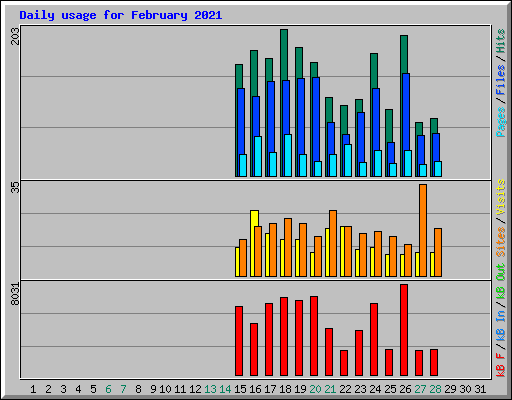 Daily usage for February 2021
203
Pages / Files / Hits
35
Sites / Visits
8031
kB F / kB In / kB Out
1 2 3 4 5 6 7 8 9 10 11 12 13 14 15 16 17 18 19 20 21 22 23 24 25 26 27 28 29 30 31